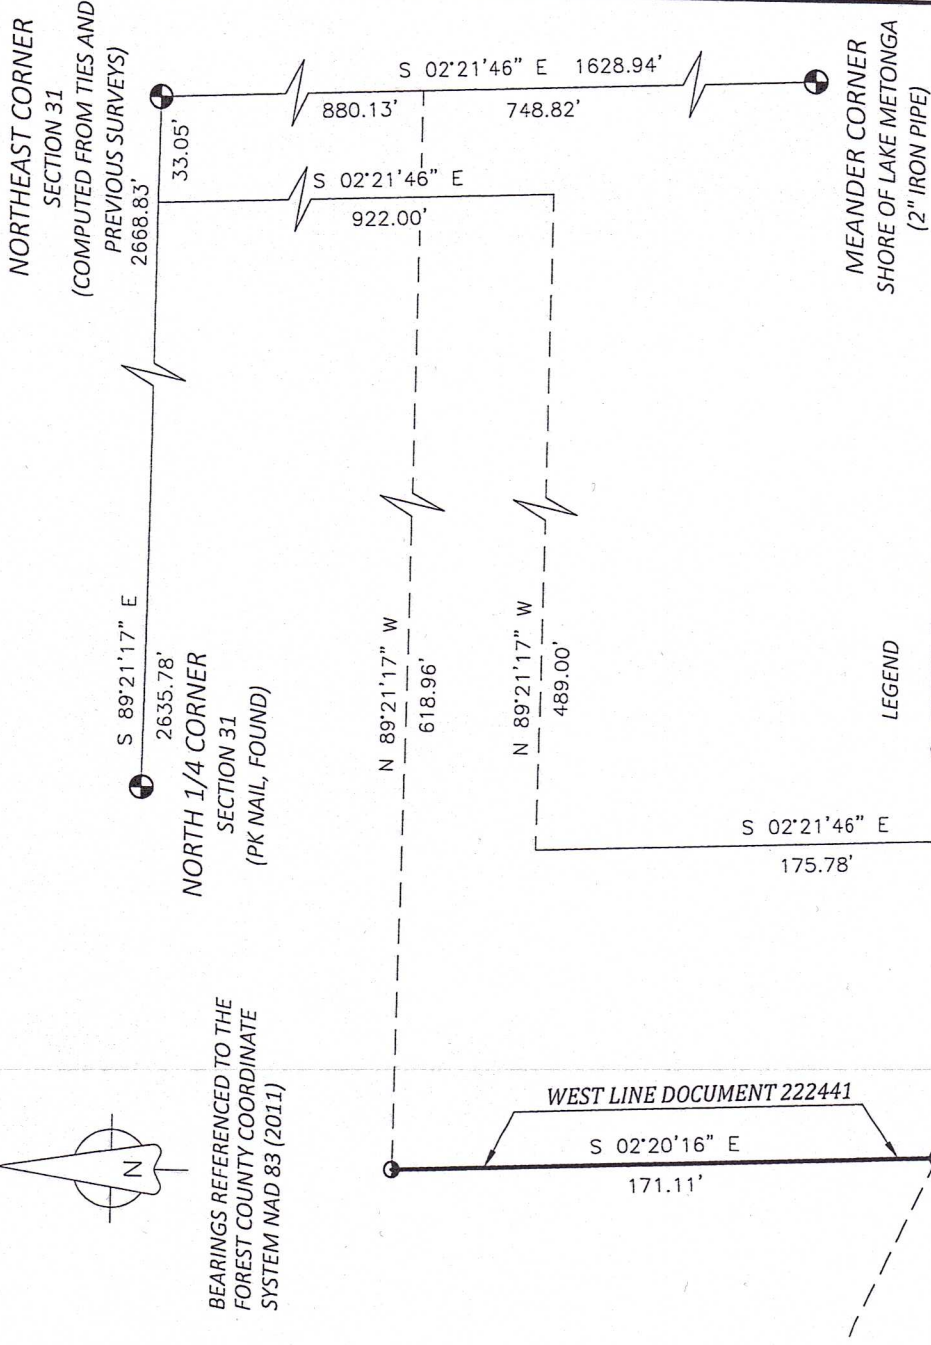 NORTHEAST CORNER
SECTION 31
(COMPUTED FROM TIES AND
PREVIOUS SURVEYS)
2668.83'
33.05'
S 02°21'46" E 1628.94'
880.13'
748.82'
S 02°21'46" E
922.00'
MEANDER CORNER
SHORE OF LAKE METONGA
(2" IRON PIPE)
S 89°21'17" E
2635.78'
NORTH 1/4 CORNER
SECTION 31
(PK NAIL, FOUND)
N 89°21'17" W
618.96'
N 89°21'17" W
489.00'
LEGEND
S 02°21'46" E
175.78'
N
BEARINGS REFERENCED TO THE
FOREST COUNTY COORDINATE
SYSTEM NAD 83 (2011)
WEST LINE DOCUMENT 222441
S 02°20'16" E
171.11'